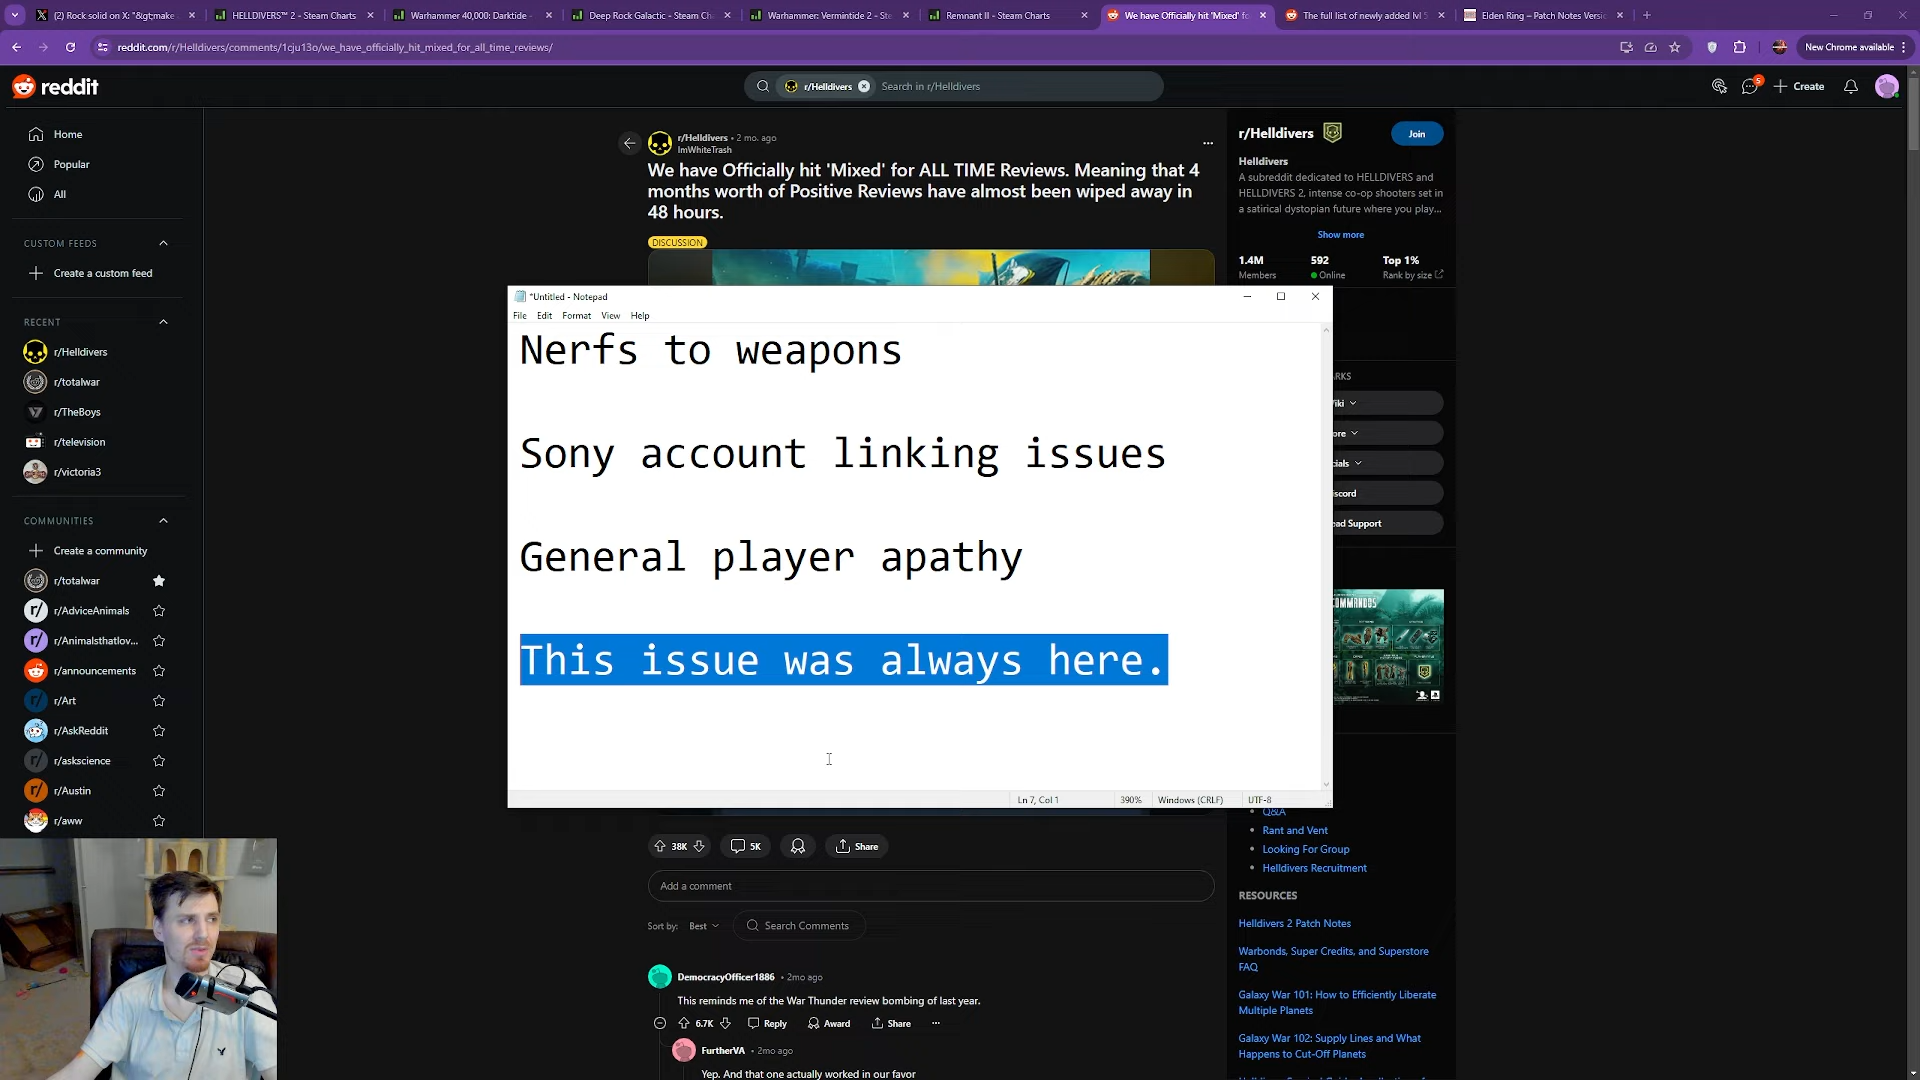 (2) Rock solid on X: "&gt;make
HELLDIVERS™ 2 - Steam Charts
Warhammer 40,000: Darktide -
Deep Rock Galactic - Steam Ch
Warhammer: Vermintide 2 - Ste
Remnant II - Steam Charts
We have Officially hit 'Mixed' fo
The full list of newly added lvl 5
Elden Ring – Patch Notes Versi
reddit.com/r/Helldivers/comments/1cju13o/we_have_officially_hit_mixed_for_all_time_reviews/
New Chrome available
reddit
r/Helldivers
Search in r/Helldivers
5
Create
Home
Popular
All
CUSTOM FEEDS
Create a custom feed
RECENT
r/Helldivers
r/totalwar
r/TheBoys
r/television
r/victoria3
COMMUNITIES
Create a community
r/totalwar
r/AdviceAnimals
r/Animalsthatlov...
r/announcements
r/Art
r/AskReddit
r/askscience
r/Austin
r/aww
r/Helldivers • 2 mo. ago
ImWhiteTrash
We have Officially hit 'Mixed' for ALL TIME Reviews. Meaning that 4
months worth of Positive Reviews have almost been wiped away in
48 hours.
DISCUSSION
*Untitled - Notepad
File Edit Format View Help
Nerfs to weapons
Sony account linking issues
General player apathy
This issue was always here.
Ln 7, Col 1
390%
Windows (CRLF)
UTF-8
38K
5K
Share
Add a comment
Sort by: Best
Search Comments
DemocracyOfficer1886 • 2mo ago
This reminds me of the War Thunder review bombing of last year.
6.7K
Reply
Award
Share
FurtherVA • 2mo ago
Yep. And that one actually worked in our favor
r/Helldivers
Join
Helldivers
A subreddit dedicated to HELLDIVERS and
HELLDIVERS 2, intense co-op shooters set in
a satirical dystopian future where you play...
Show more
1.4M
Members
592
Online
Top 1%
Rank by size
RKS
ead Support
Q&A
Rant and Vent
Looking For Group
Helldivers Recruitment
RESOURCES
Helldivers 2 Patch Notes
Warbonds, Super Credits, and Superstore
FAQ
Galaxy War 101: How to Efficiently Liberate
Multiple Planets
Galaxy War 102: Supply Lines and What
Happens to Cut-Off Planets